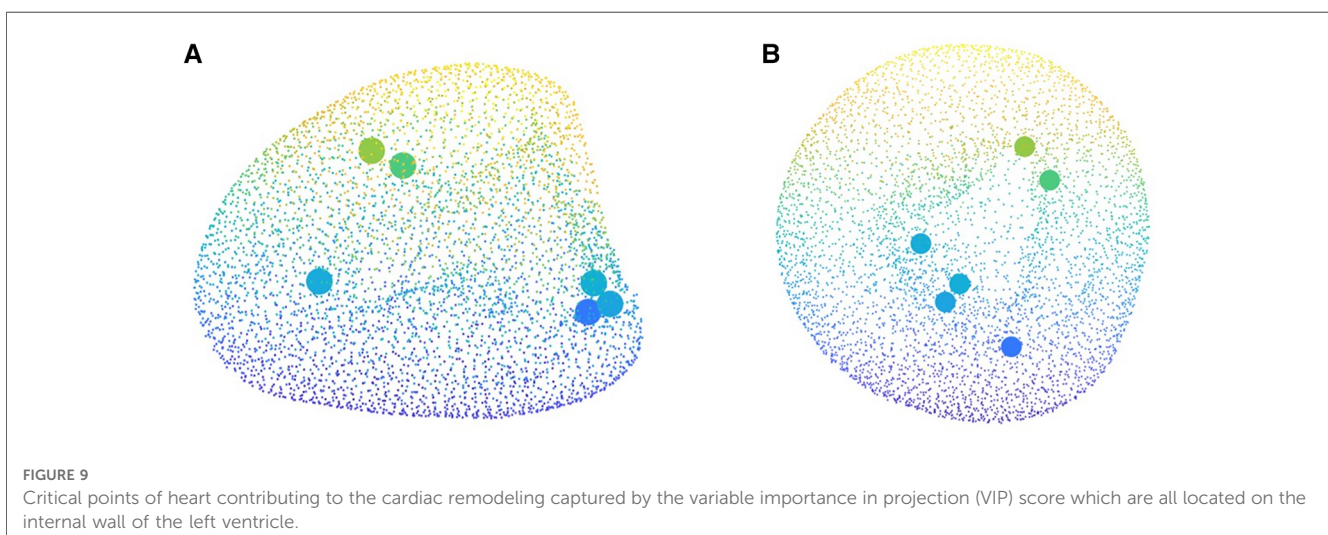 A
B
FIGURE 9
Critical points of heart contributing to the cardiac remodeling captured by the variable importance in projection (VIP) score which are all located on the
internal wall of the left ventricle.